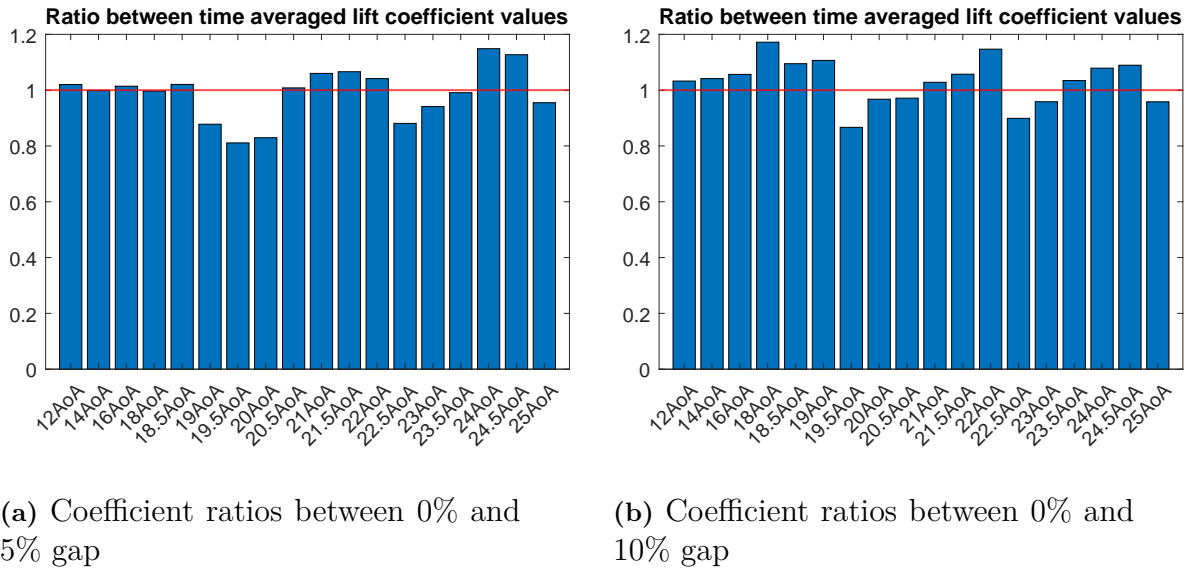 Ratio between time averaged lift coefficient values
1.2
1
0.8
0.6
0.4
0.2
0
12AoA
14AoA
16AoA
18AoA
18.5AoA
19AoA
19.5AoA
20AoA
20.5AoA
21AoA
21.5AoA
22AoA
22.5AoA
23AoA
23.5AoA
24AoA
24.5AoA
25AoA
(a) Coefficient ratios between 0% and
5% gap
Ratio between time averaged lift coefficient values
1.2
1
0.8
0.6
0.4
0.2
0
12AoA
14AoA
16AoA
18AoA
18.5AoA
19AoA
19.5AoA
20AoA
20.5AoA
21AoA
21.5AoA
22AoA
22.5AoA
23AoA
23.5AoA
24AoA
24.5AoA
25AoA
(b) Coefficient ratios between 0% and
10% gap